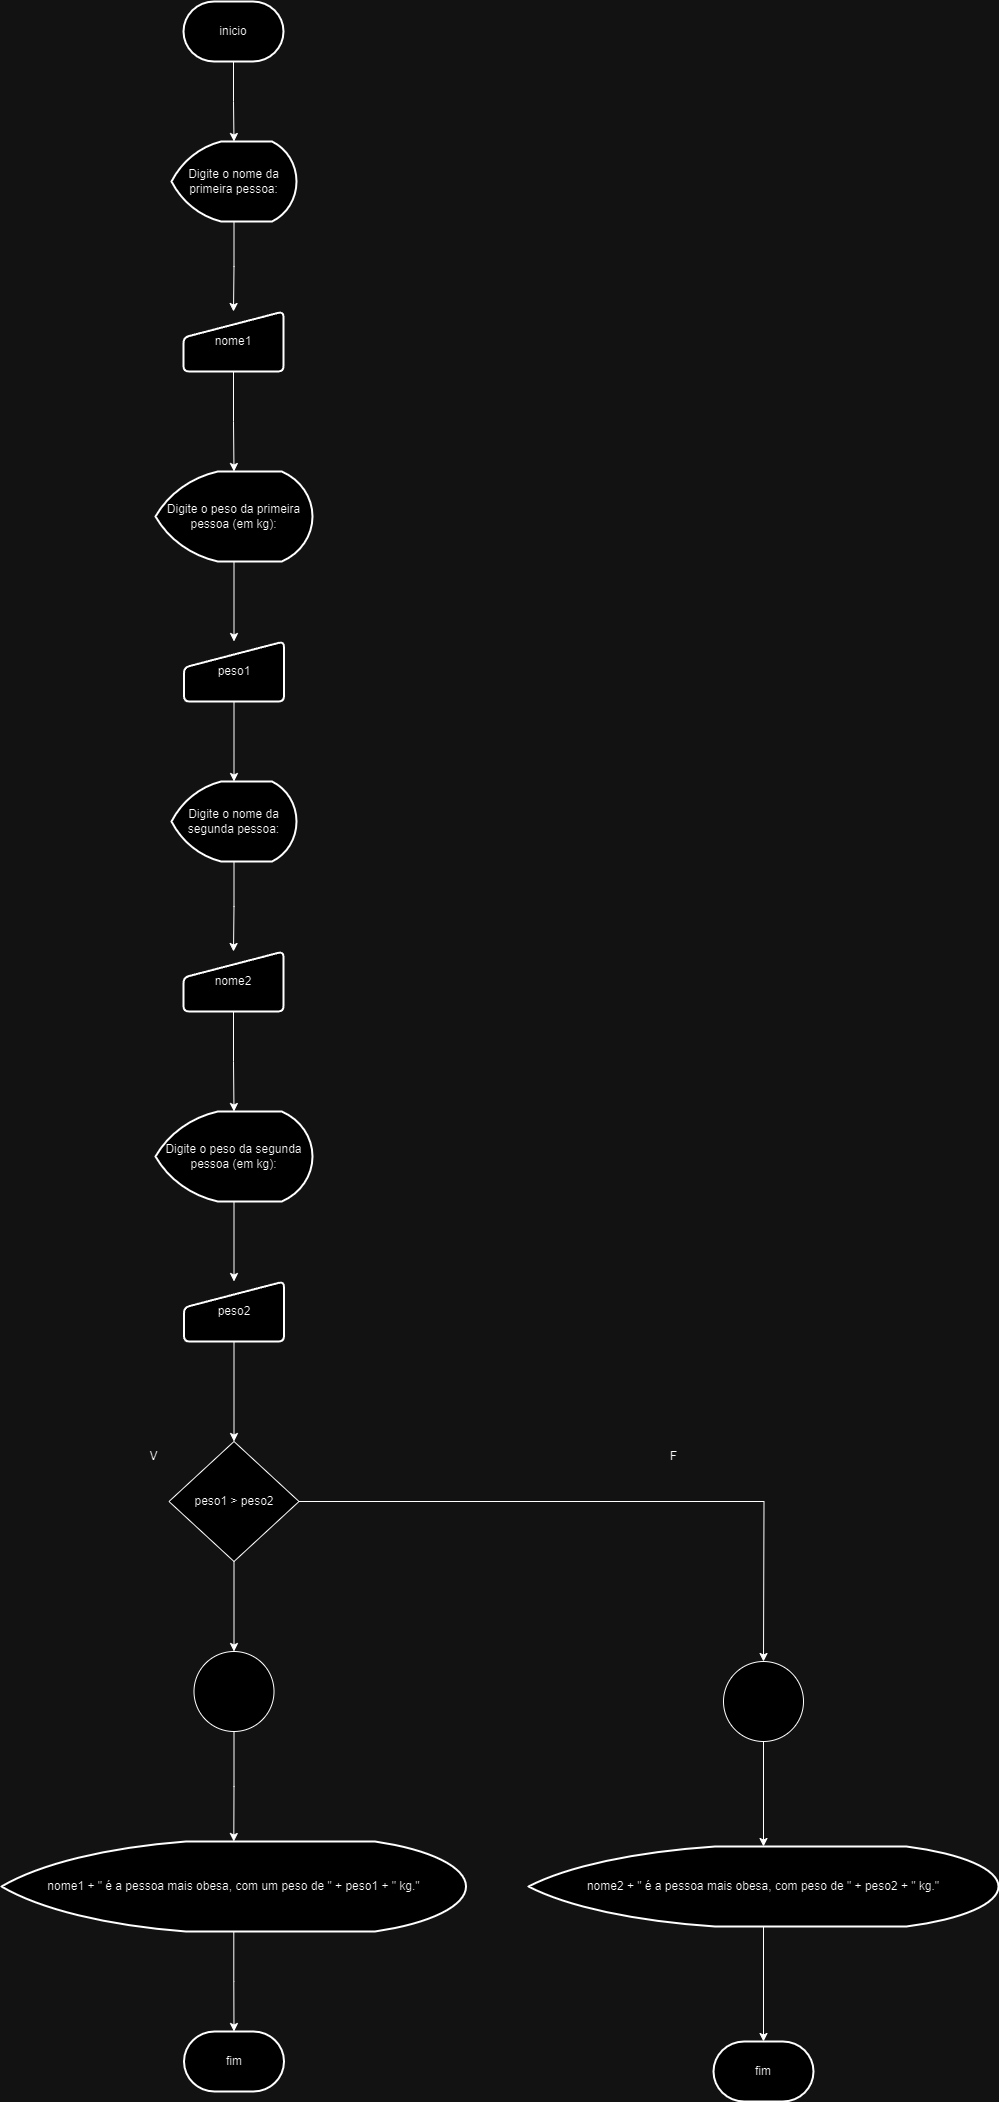 inicio
Digite o nome da
primeira pessoa:
nome1
Digite o peso da primeira
pessoa (em kg):
peso1
Digite o nome da
segunda pessoa:
nome2
Digite o peso da segunda
pessoa (em kg):
peso2
V
F
peso1 > peso2
nome1 + " é a pessoa mais obesa, com um peso de " + peso1 + " kg."
nome2 + " é a pessoa mais obesa, com peso de " + peso2 + " kg."
fim
fim